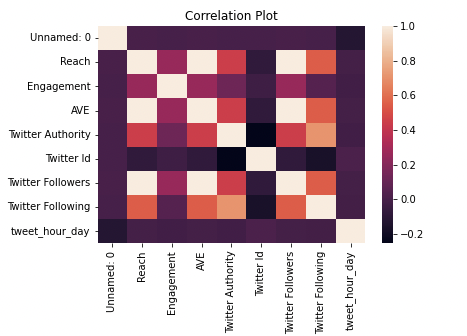 Correlation Plot
Unnamed: 0
Reach
Engagement
AVE
Twitter Authority
Twitter Id
Twitter Followers
Twitter Following
tweet_hour_day
Unnamed: 0
Reach
Engagement
AVE
Twitter Authority
Twitter Id
Twitter Followers
Twitter Following
tweet_hour_day
1.0
0.8
0.6
0.4
0.2
0.0
−0.2